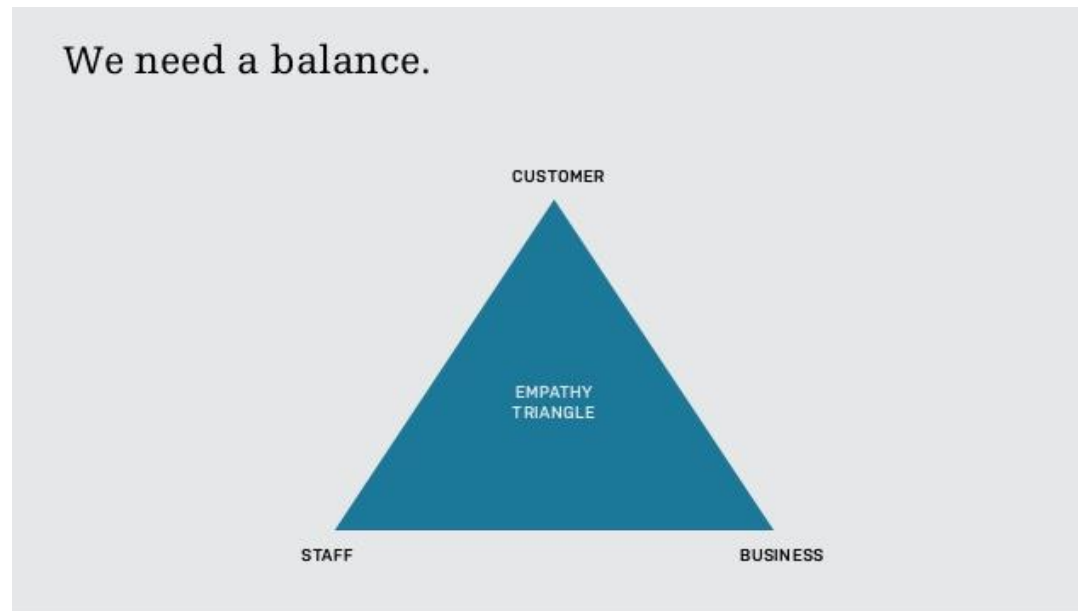 We need a balance.
CUSTOMER
EMPATHY
TRIANGLE
STAFF
BUSINESS